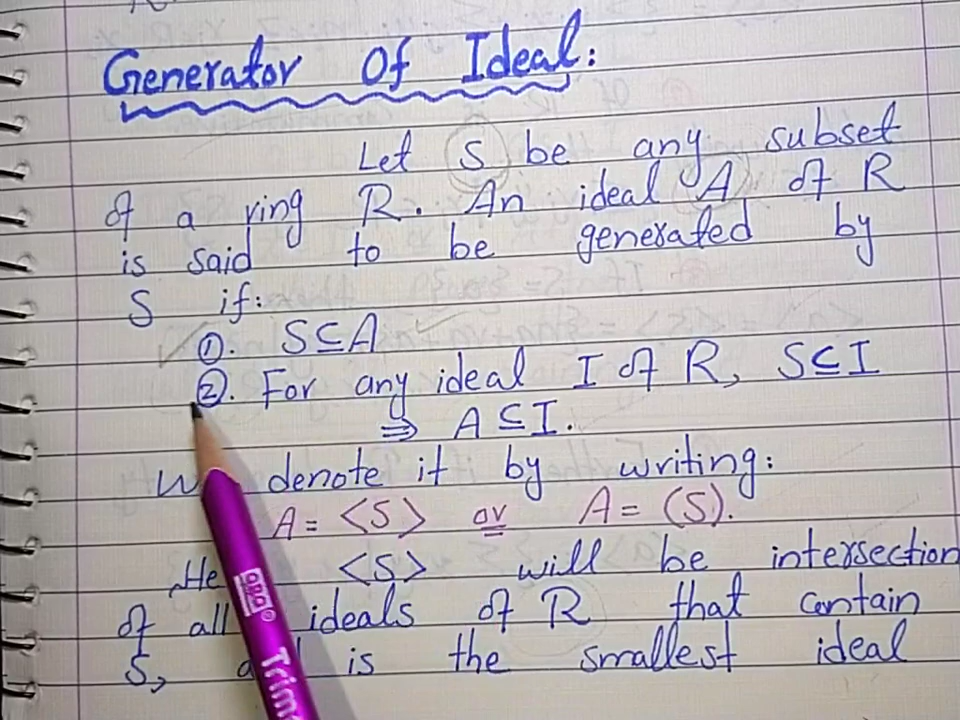 Generator Of Ideal:
Let S be any subset
of a ring R. An ideal A of R
is said to be generated by
S if:
①. S⊆A
②. For any ideal I of R, S⊆I
⇒ A⊆I.
denote it by writing:
A = <S> or A = (S).
<S> will be intersection
of all ideals of R that contain
S, is the smallest ideal
Trim